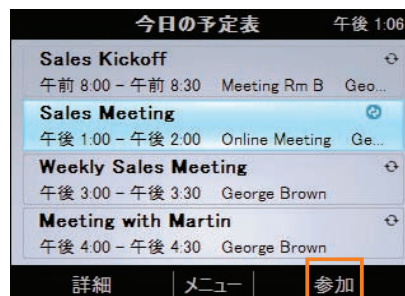 今日の予定表 午後 1:06
Sales Kickoff
午前 8:00 - 午前 8:30 Meeting Rm B Geo...
Sales Meeting
午後 1:00 - 午後 2:00 Online Meeting Ge...
Weekly Sales Meeting
午後 3:00 - 午後 3:30 George Brown
Meeting with Martin
午後 4:00 - 午後 4:30 George Brown
詳細 メニュー 参加